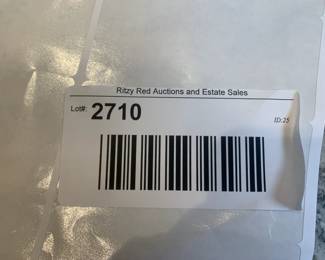 Ritzy Red Auctions and Estate Sales
Lot#: 2710
ID:25